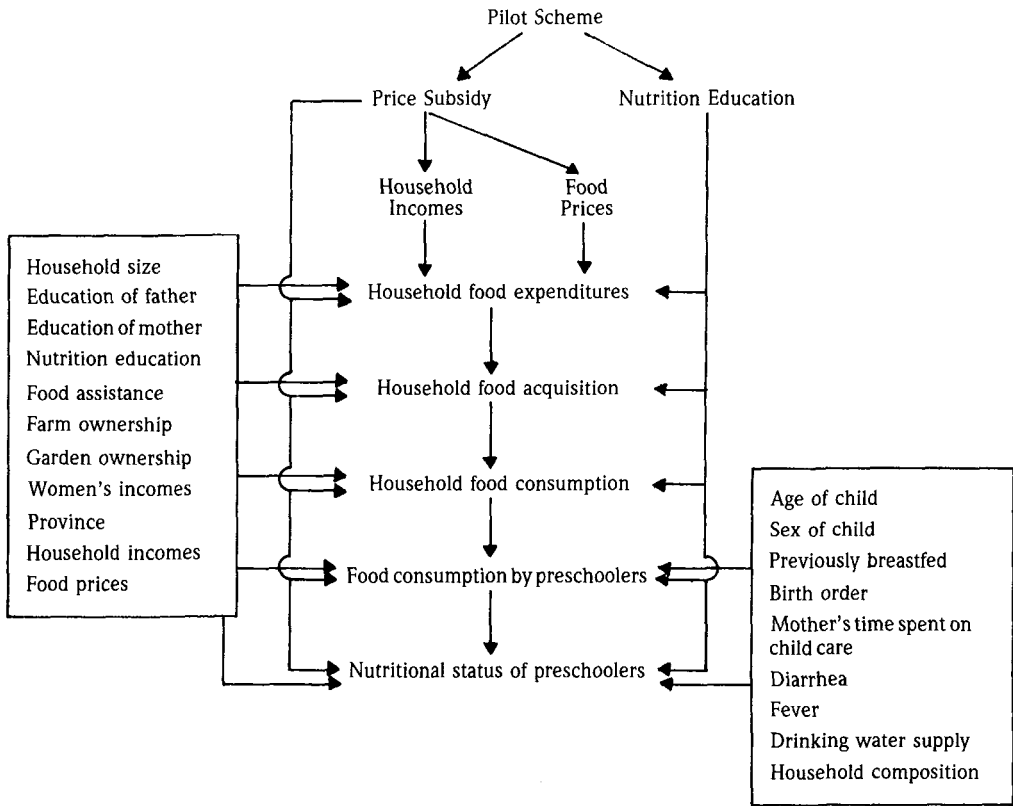 Pilot Scheme
Price Subsidy
Nutrition Education
Household
Incomes
Food
Prices
Household size
Education of father
Education of mother
Nutrition education
Food assistance
Farm ownership
Garden ownership
Women's incomes
Province
Household incomes
Food prices
Household food expenditures
Household food acquisition
Household food consumption
Food consumption by preschoolers
Nutritional status of preschoolers
Age of child
Sex of child
Previously breastfed
Birth order
Mother's time spent on
child care
Diarrhea
Fever
Drinking water supply
Household composition